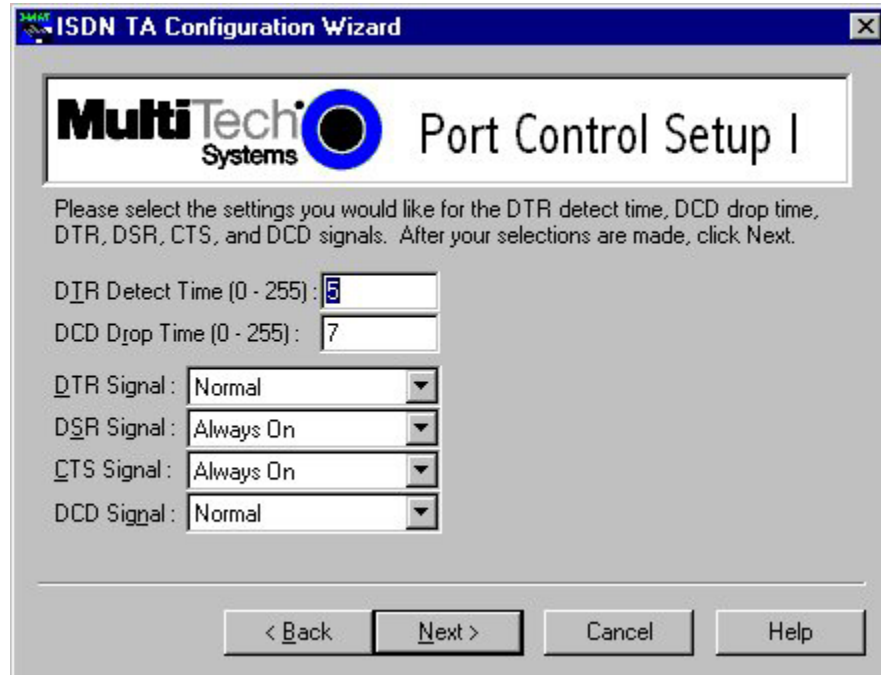 ISDN TA Configuration Wizard
MultiTech Systems
Port Control Setup I
Please select the settings you would like for the DTR detect time, DCD drop time,
DTR, DSR, CTS, and DCD signals. After your selections are made, click Next.
DTR Detect Time (0 - 255) : 5
DCD Drop Time (0 - 255) : 7
DTR Signal : Normal
DSR Signal : Always On
CTS Signal : Always On
DCD Signal : Normal
< Back Next > Cancel Help